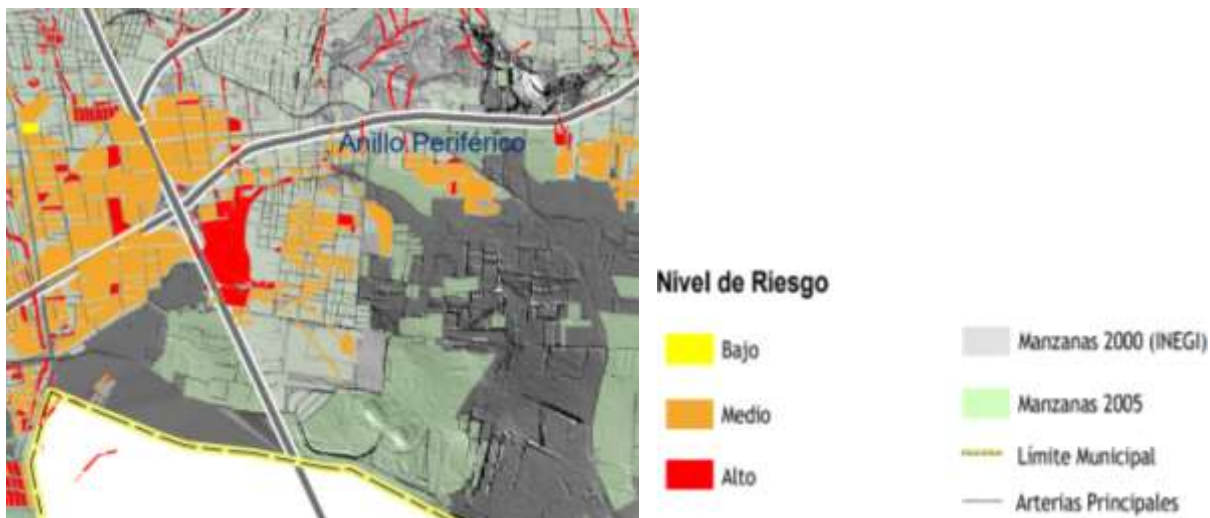 Anillo Periférico
Nivel de Riesgo
Bajo
Medio
Alto
Manzanas 2000 (INEGI)
Manzanas 2005
Límite Municipal
Arterias Principales